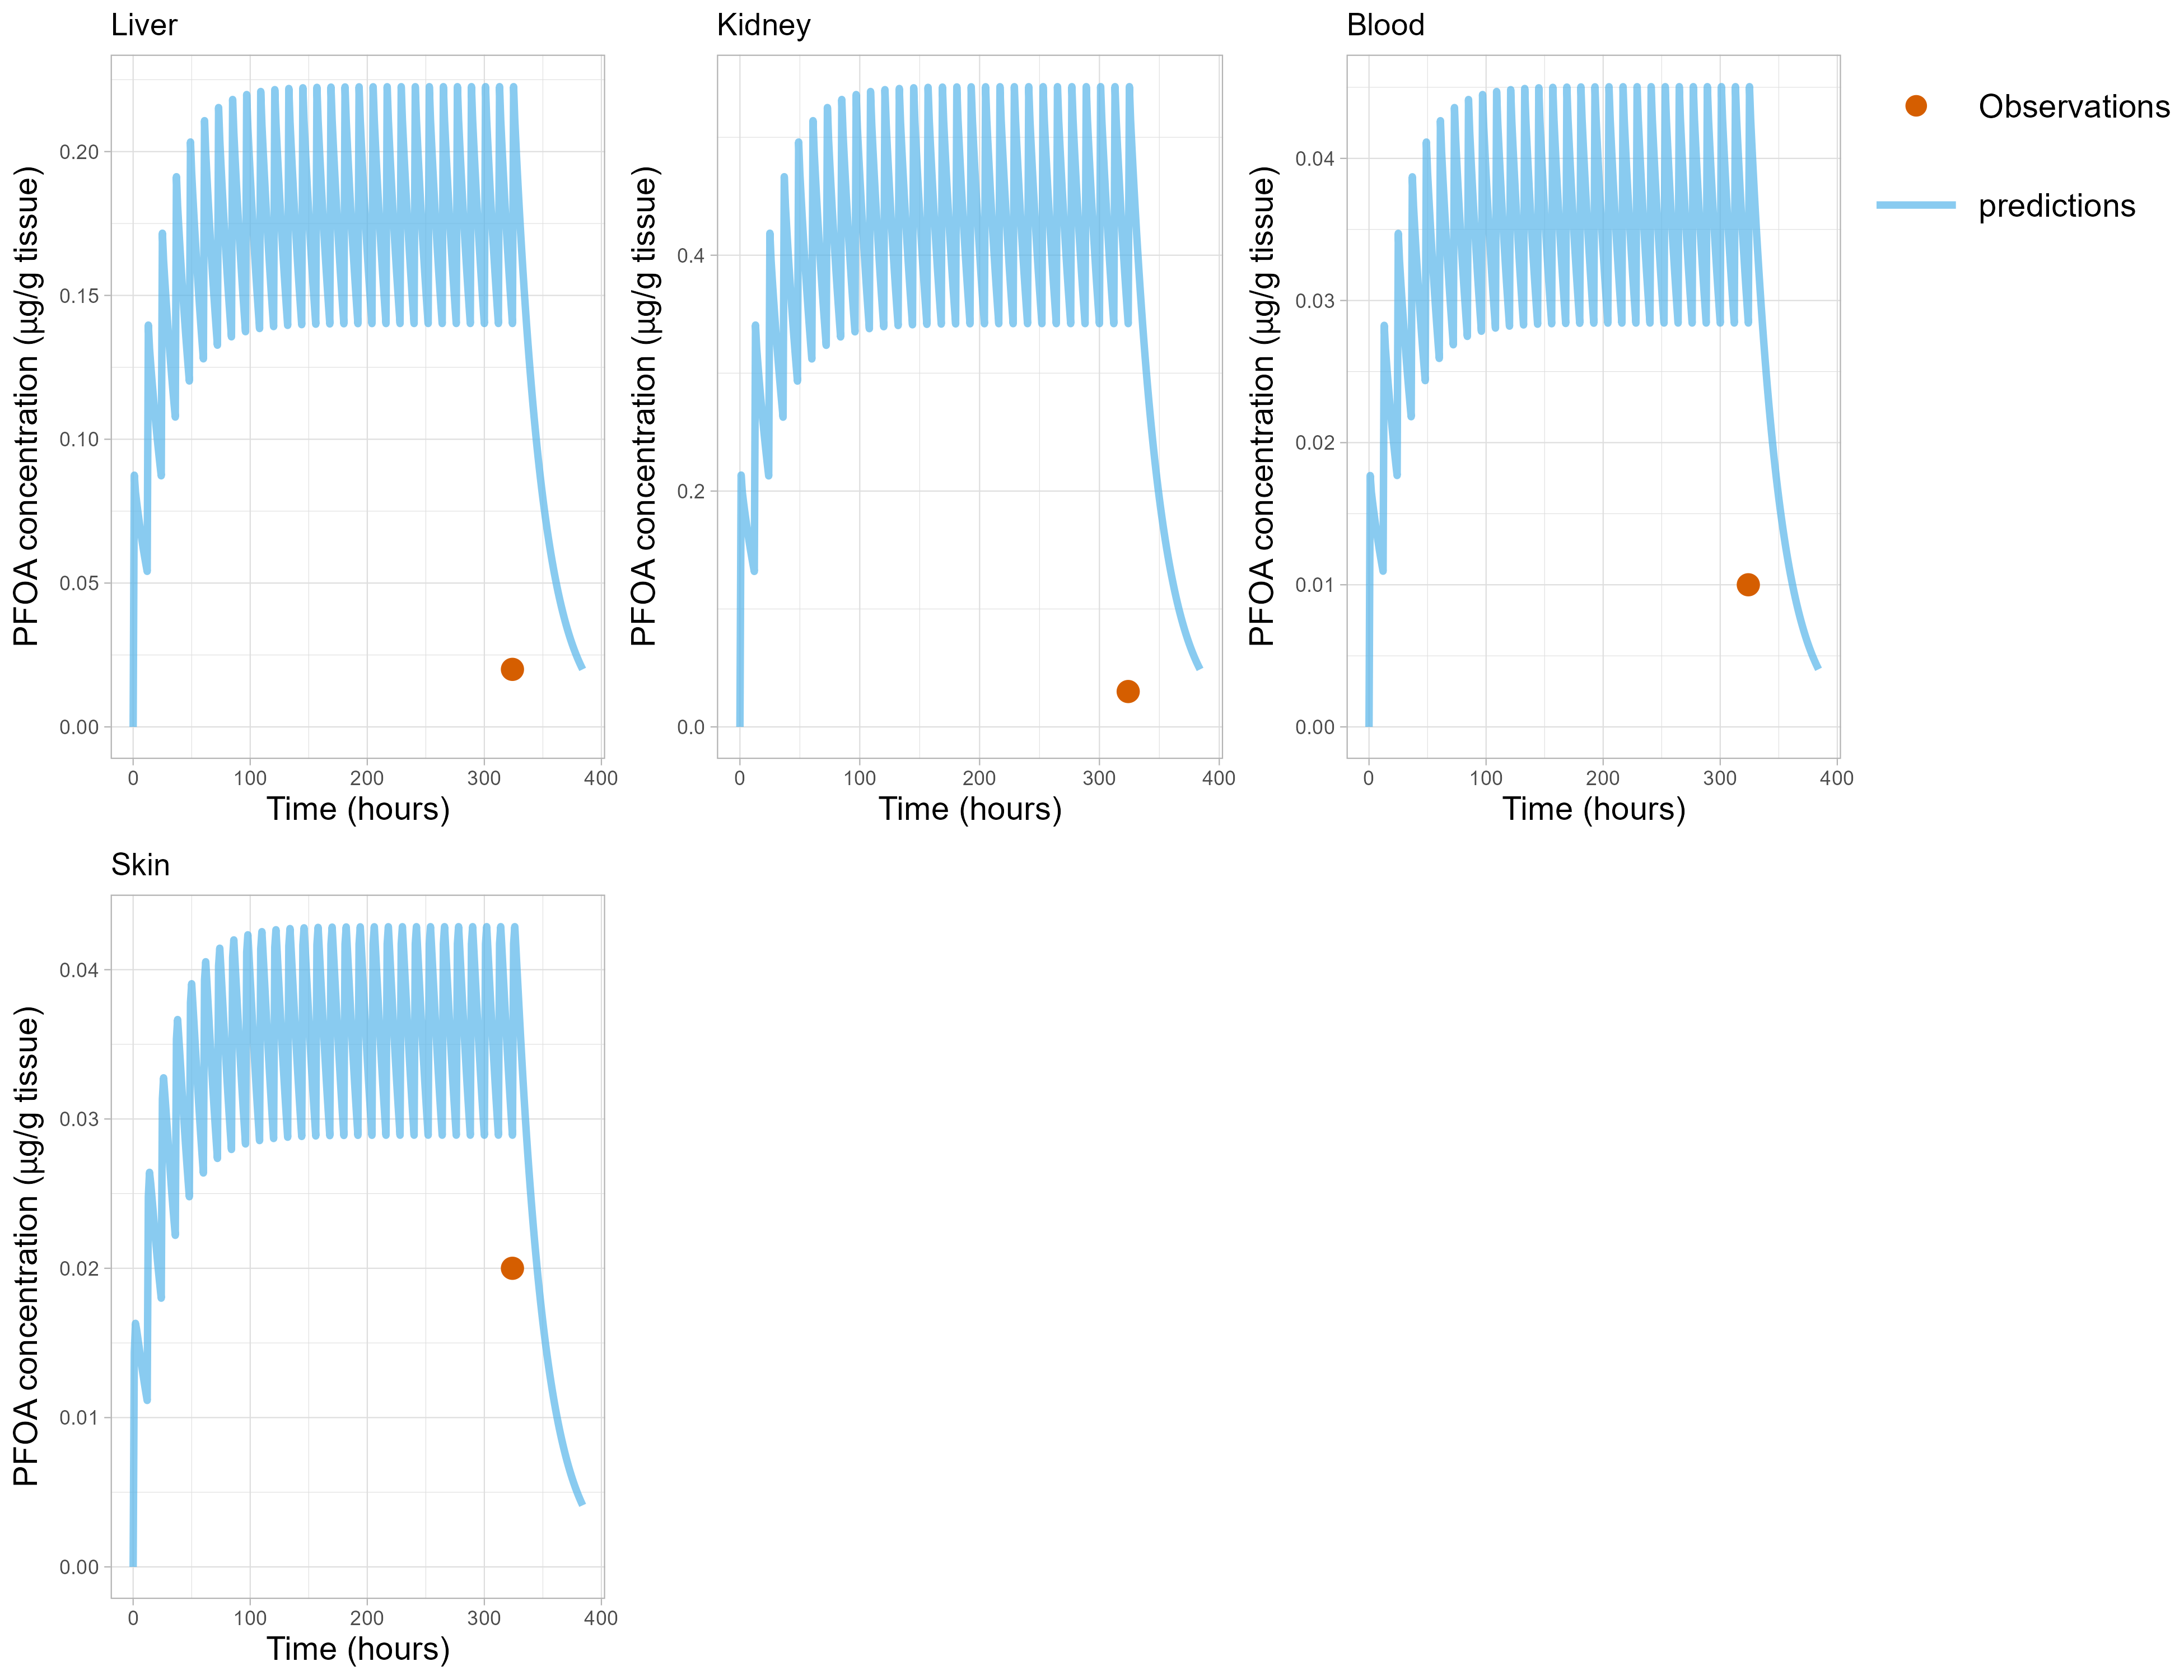 Liver
PFOA concentration (µg/g tissue)
0.20
0.15
0.10
0.05
0.00
0 100 200 300 400
Time (hours)
Kidney
PFOA concentration (µg/g tissue)
0.4
0.2
0.0
0 100 200 300 400
Time (hours)
Blood
PFOA concentration (µg/g tissue)
0.04
0.03
0.02
0.01
0.00
0 100 200 300 400
Time (hours)
Observations
predictions
Skin
PFOA concentration (µg/g tissue)
0.04
0.03
0.02
0.01
0.00
0 100 200 300 400
Time (hours)